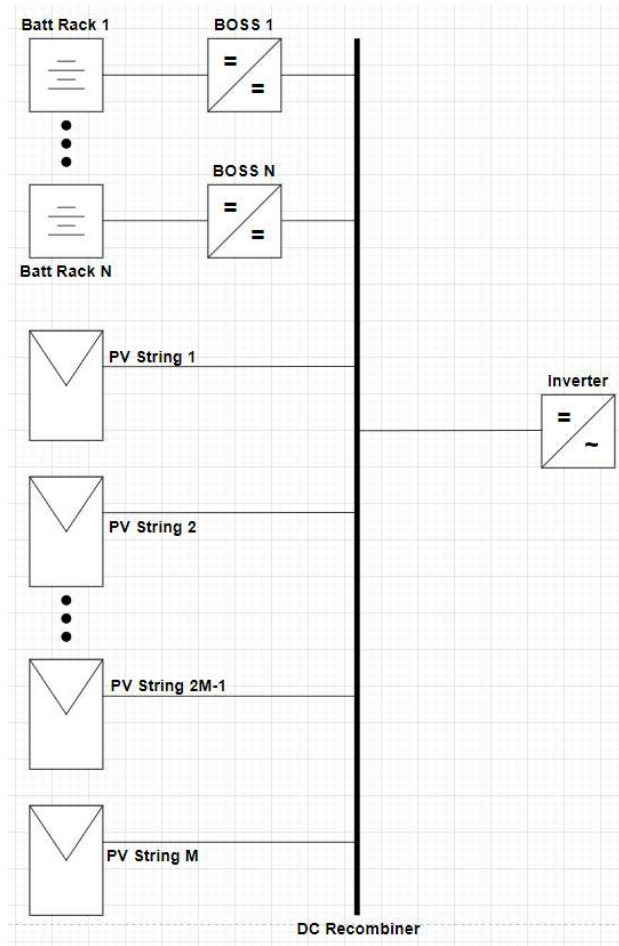 Batt Rack 1
BOSS 1
=
=
BOSS N
=
=
Batt Rack N
PV String 1
Inverter
=
~
PV String 2
PV String 2M-1
PV String M
DC Recombiner